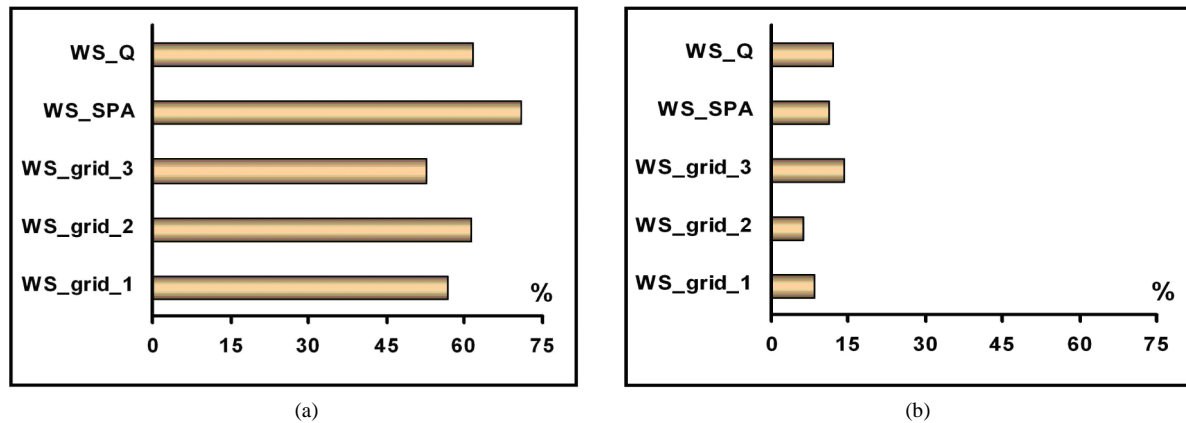 WS_Q
WS_SPA
WS_grid_3
WS_grid_2
WS_grid_1
%
0 15 30 45 60 75
(a)
WS_Q
WS_SPA
WS_grid_3
WS_grid_2
WS_grid_1
%
0 15 30 45 60 75
(b)